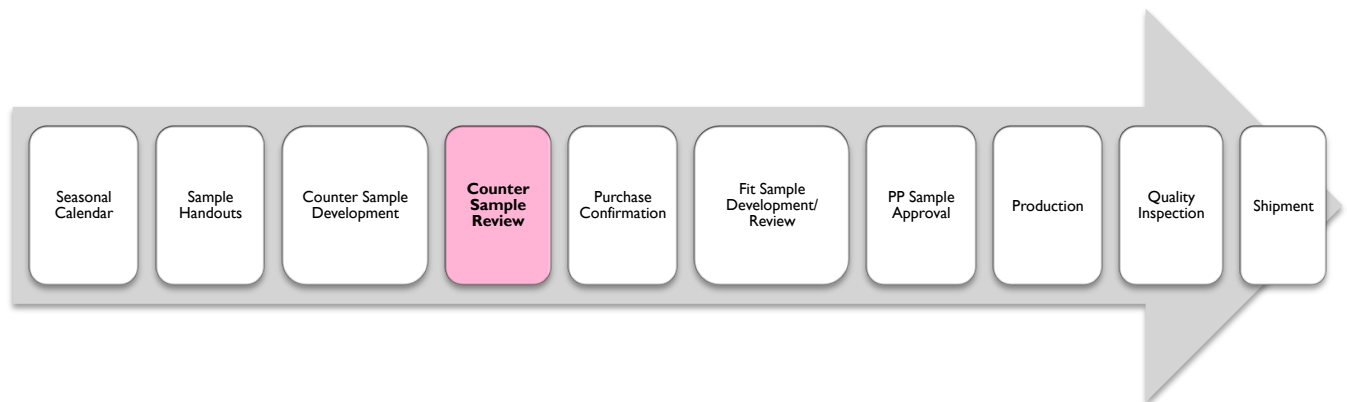 Seasonal
Calendar
Sample
Handouts
Counter Sample
Development
Counter
Sample
Review
Purchase
Confirmation
Fit Sample
Development/
Review
PP Sample
Approval
Production
Quality
Inspection
Shipment